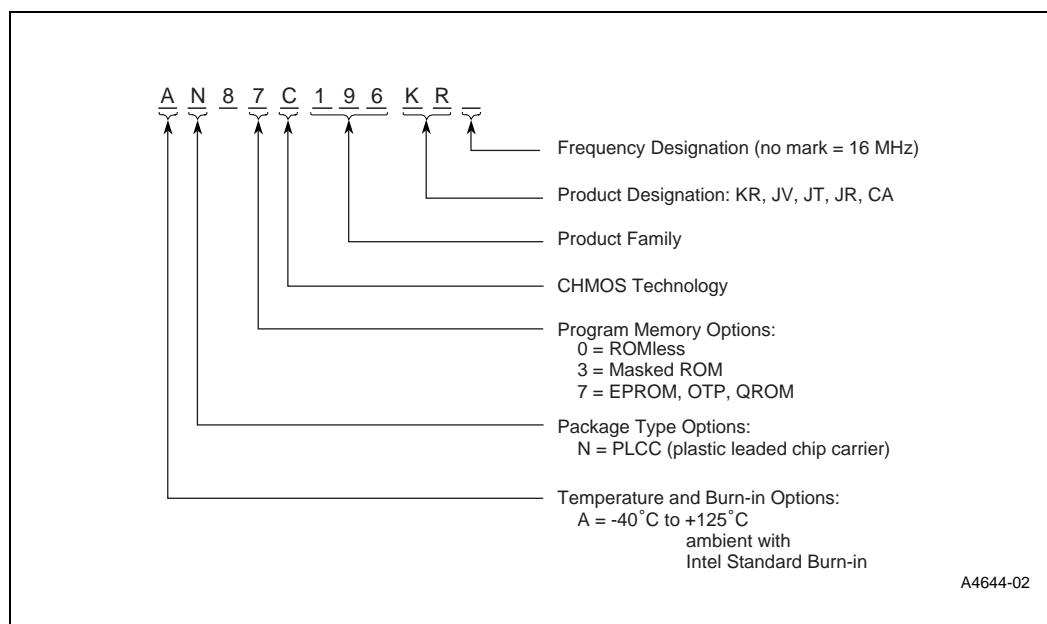 A N 8 7 C 1 9 6 K R _
Frequency Designation (no mark = 16 MHz)
Product Designation: KR, JV, JT, JR, CA
Product Family
CHMOS Technology
Program Memory Options:
0 = ROMless
3 = Masked ROM
7 = EPROM, OTP, QROM
Package Type Options:
N = PLCC (plastic leaded chip carrier)
Temperature and Burn-in Options:
A = -40˚C to +125˚C
ambient with
Intel Standard Burn-in
A4644-02